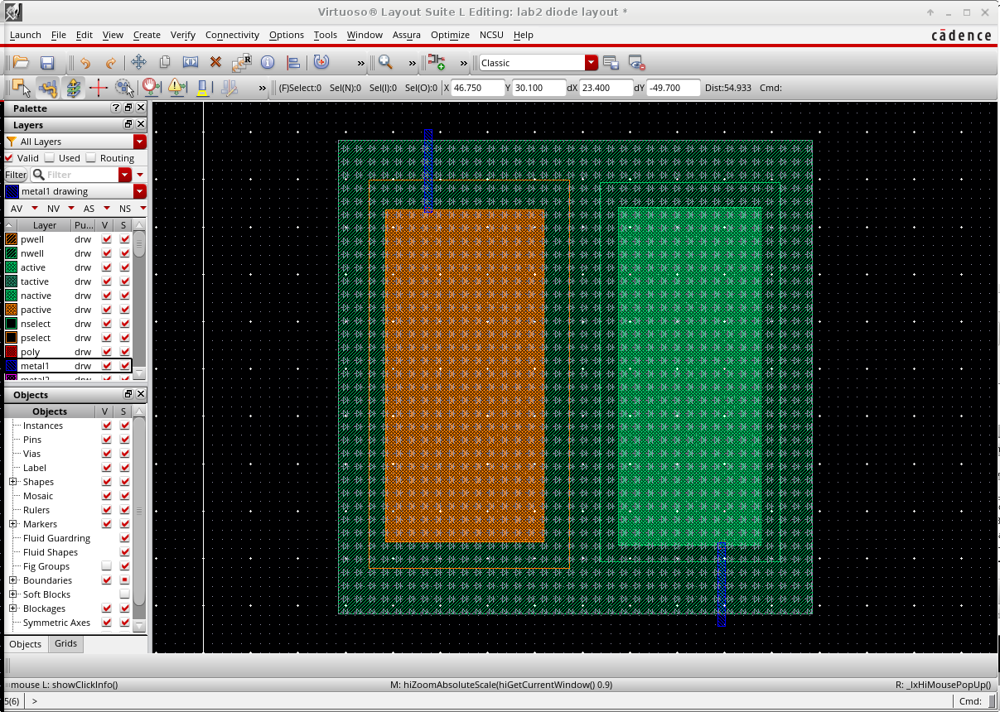 Virtuoso® Layout Suite L Editing: lab2 diode layout *
Launch File Edit View Create Verify Connectivity Options Tools Window Assura Optimize NCSU Help
cādence
» » » Classic
» (F)Select:0 Sel(N):0 Sel(I):0 Sel(O):0 X 46.750 Y 30.100 dX 23.400 dY -49.700 Dist:54.933 Cmd:
Palette
Layers
All Layers
Valid Used Routing
Filter Filter
metal1 drawing
AV NV AS NS
Layer Pu... V S
pwell drw
nwell drw
active drw
tactive drw
nactive drw
pactive drw
nselect drw
pselect drw
poly drw
metal1 drw
metal2 drw
Objects
Objects V S
Instances
Pins
Vias
Label
Shapes
Mosaic
Rulers
Markers
Fluid Guardring
Fluid Shapes
Fig Groups
Boundaries
Soft Blocks
Blockages
Symmetric Axes
Objects Grids
mouse L: showClickInfo() M: hiZoomAbsoluteScale(hiGetCurrentWindow() 0.9) R: _lxHiMousePopUp()
5(6) > Cmd: